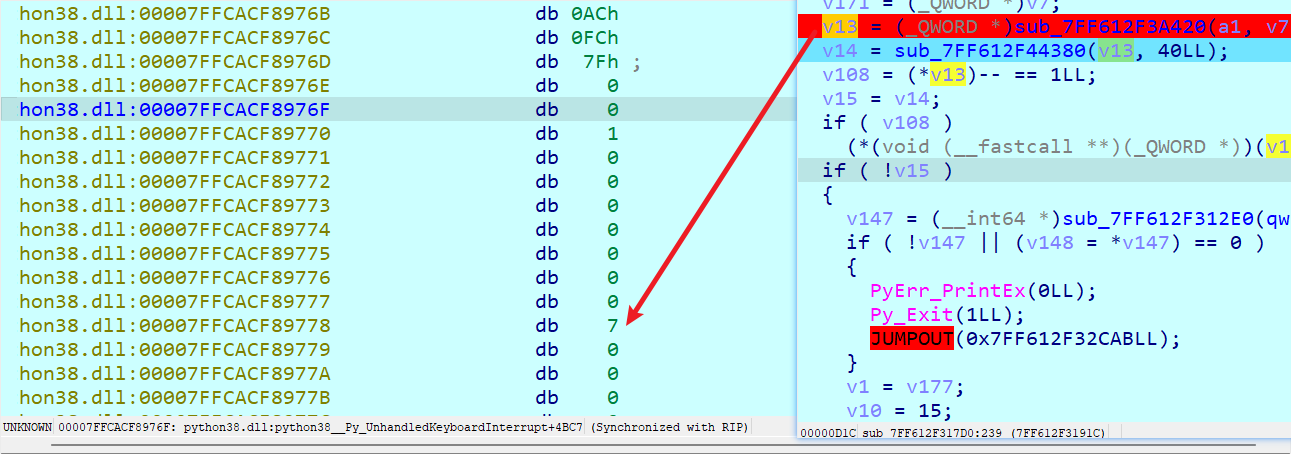 hon38.dll:00007FFCACF8976B db 0ACh
hon38.dll:00007FFCACF8976C db 0FCh
hon38.dll:00007FFCACF8976D db 7Fh ;
hon38.dll:00007FFCACF8976E db 0
hon38.dll:00007FFCACF8976F db 0
hon38.dll:00007FFCACF89770 db 1
hon38.dll:00007FFCACF89771 db 0
hon38.dll:00007FFCACF89772 db 0
hon38.dll:00007FFCACF89773 db 0
hon38.dll:00007FFCACF89774 db 0
hon38.dll:00007FFCACF89775 db 0
hon38.dll:00007FFCACF89776 db 0
hon38.dll:00007FFCACF89777 db 0
hon38.dll:00007FFCACF89778 db 7
hon38.dll:00007FFCACF89779 db 0
hon38.dll:00007FFCACF8977A db 0
hon38.dll:00007FFCACF8977B db 0
UNKNOWN 00007FFCACF8976F: python38.dll:python38__Py_UnhandledKeyboardInterrupt+4BC7 (Synchronized with RIP)
v171 = (_QWORD *)v7;
v13 = (_QWORD *)sub_7FF612F3A420(a1, v7
v14 = sub_7FF612F44380(v13, 40LL);
v108 = (*v13)-- == 1LL;
v15 = v14;
if ( v108 )
(*(void (__fastcall **)(_QWORD *))(v1
if ( !v15 )
{
v147 = (__int64 *)sub_7FF612F312E0(qw
if ( !v147 || (v148 = *v147) == 0 )
{
PyErr_PrintEx(0LL);
Py_Exit(1LL);
JUMPOUT(0x7FF612F32CABLL);
}
v1 = v177;
v10 = 15;
00000D1C sub_7FF612F317D0:239 (7FF612F3191C)